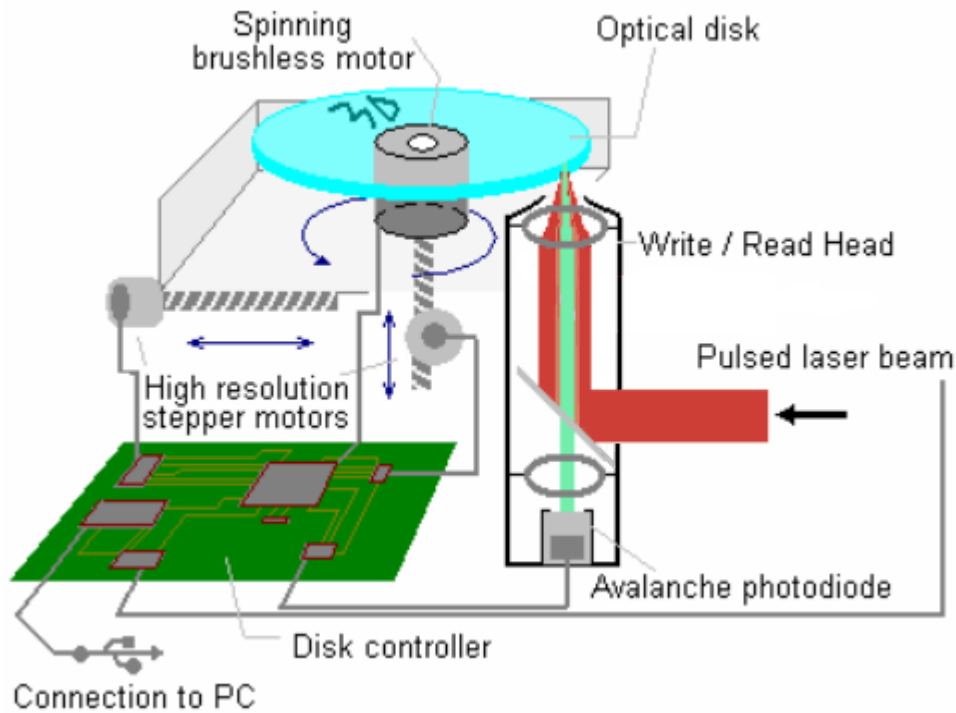 Spinning
brushless motor
Optical disk
3D
Write / Read Head
Pulsed laser beam
High resolution
stepper motors
Avalanche photodiode
Disk controller
Connection to PC